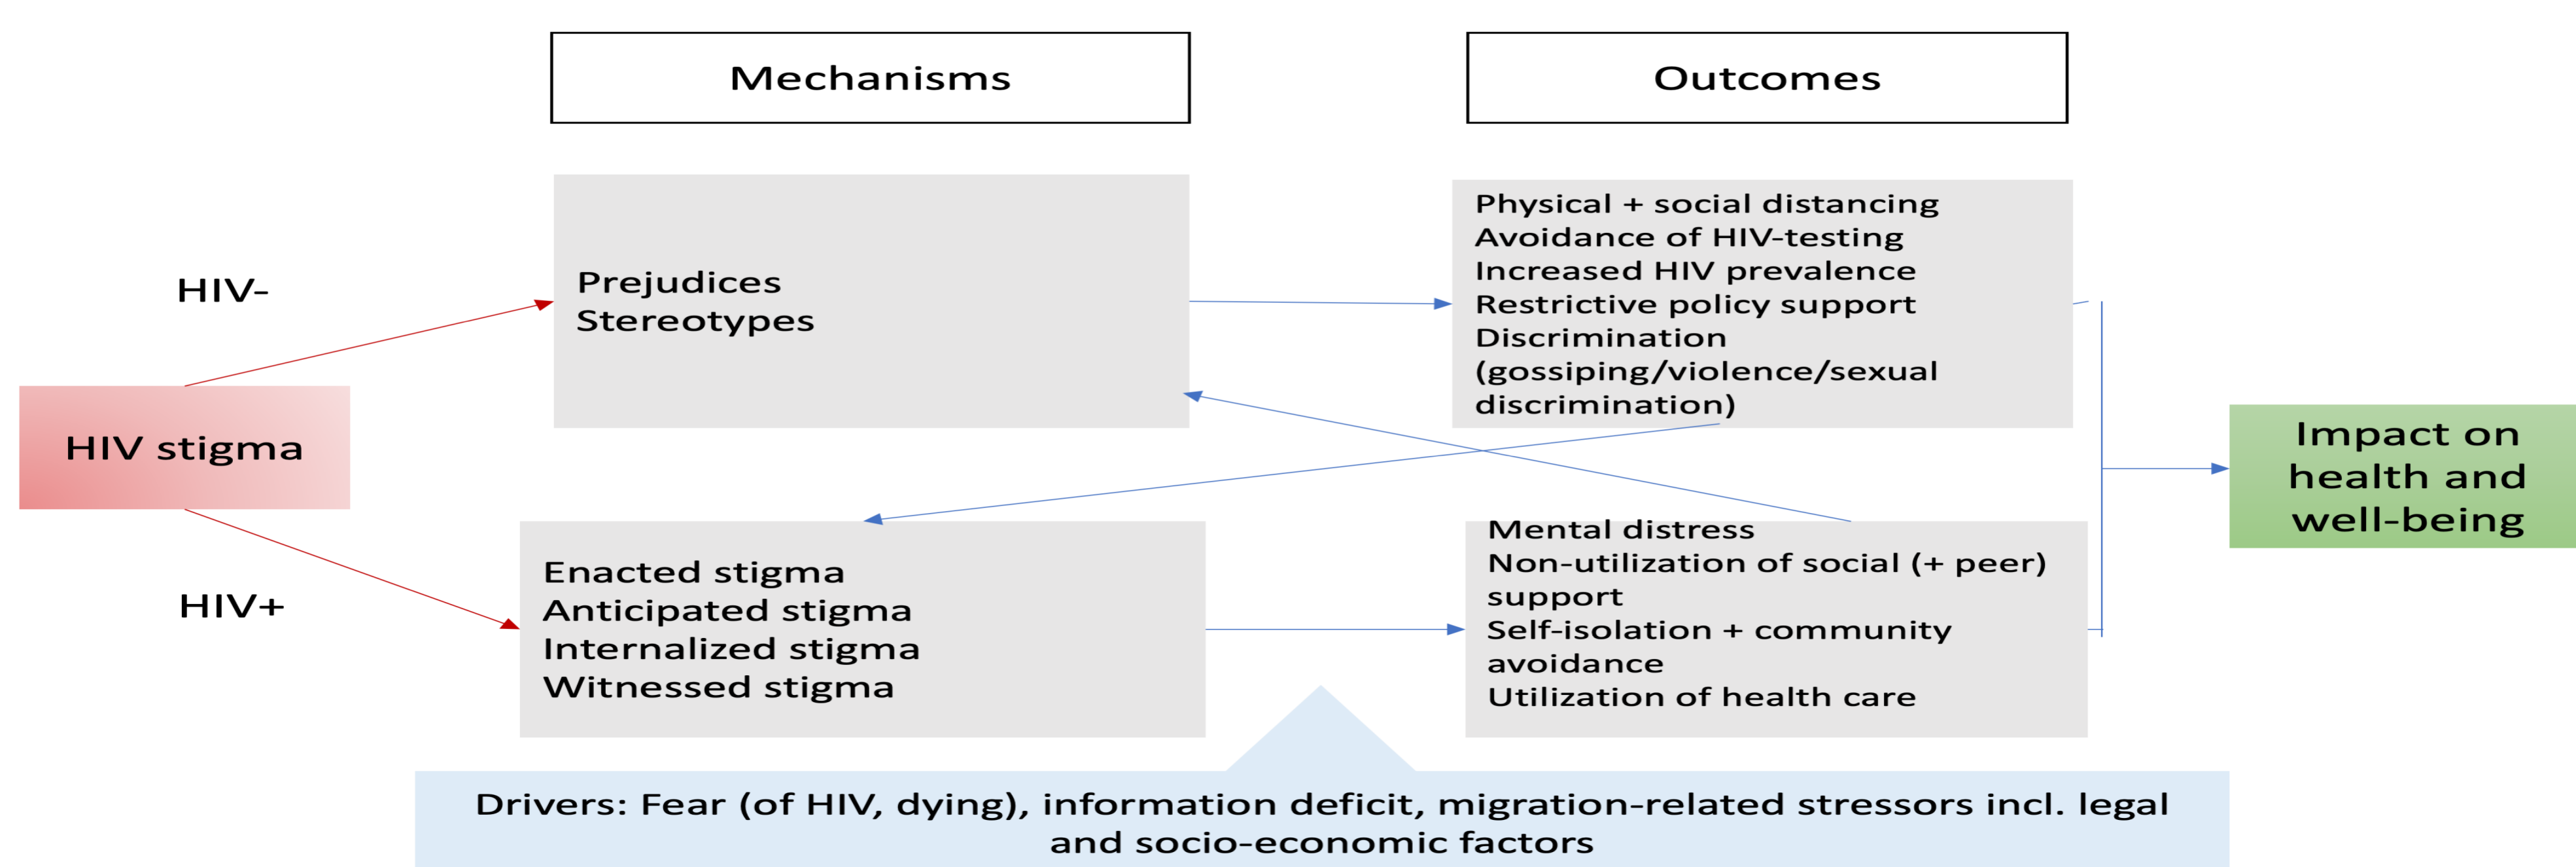 Mechanisms
Outcomes
HIV-
Prejudices
Stereotypes
Physical + social distancing
Avoidance of HIV-testing
Increased HIV prevalence
Restrictive policy support
Discrimination
(gossiping/violence/sexual
discrimination)
HIV stigma
Impact on
health and
well-being
HIV+
Enacted stigma
Anticipated stigma
Internalized stigma
Witnessed stigma
Mental distress
Non-utilization of social (+ peer)
support
Self-isolation + community
avoidance
Utilization of health care
Drivers: Fear (of HIV, dying), information deficit, migration-related stressors incl. legal
and socio-economic factors